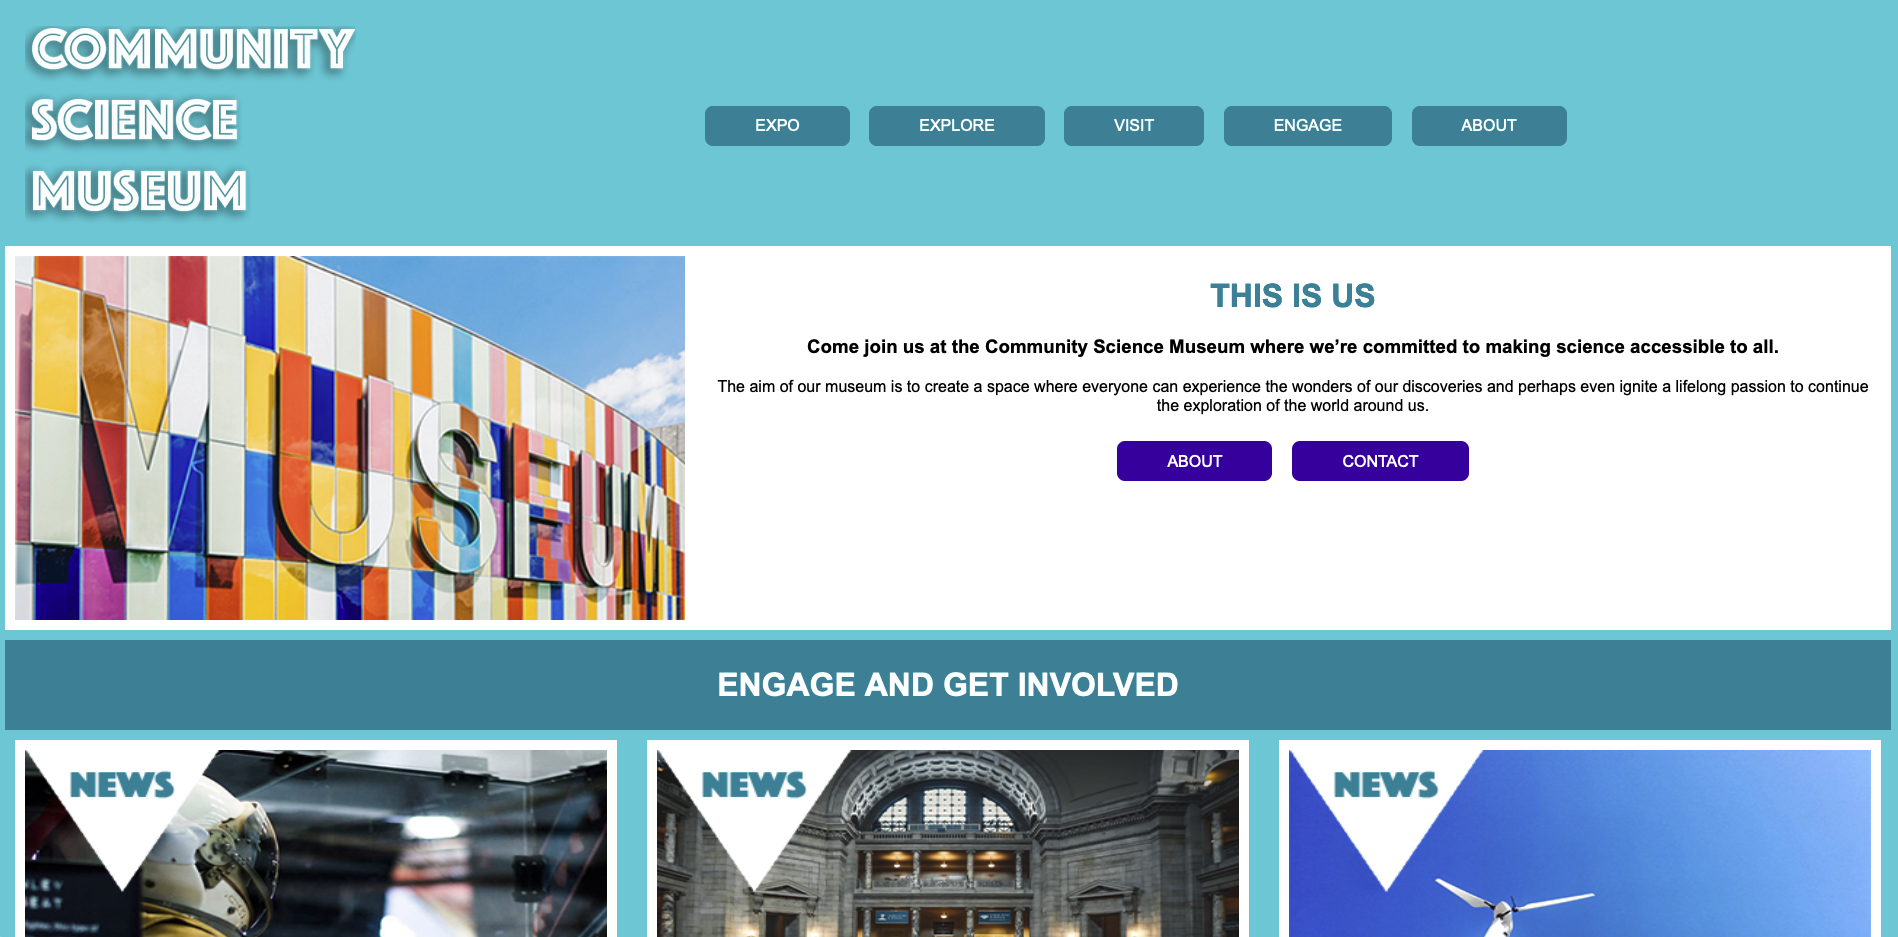 COMMUNITY
SCIENCE
MUSEUM
EXPO EXPLORE VISIT ENGAGE ABOUT
MUSEUM
THIS IS US
Come join us at the Community Science Museum where we’re committed to making science accessible to all.
The aim of our museum is to create a space where everyone can experience the wonders of our discoveries and perhaps even ignite a lifelong passion to continue
the exploration of the world around us.
ABOUT CONTACT
ENGAGE AND GET INVOLVED
NEWS NEWS NEWS